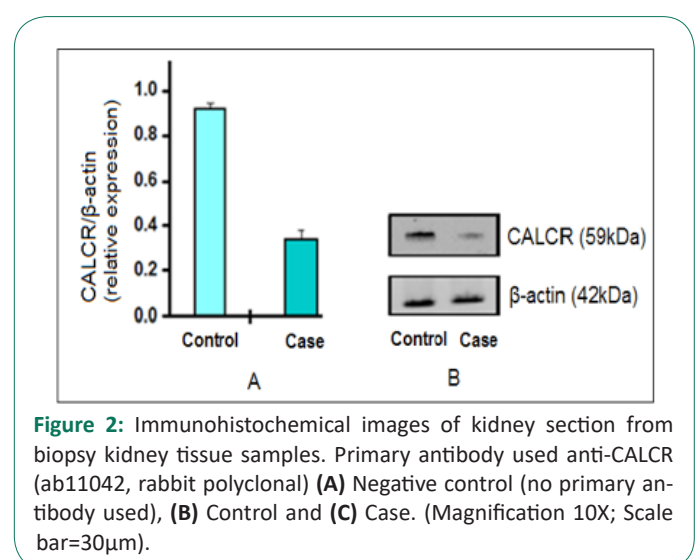 CALCR/β-actin
(relative expression)
1.0
0.8
0.6
0.4
0.2
0.0
Control Case
A
CALCR (59kDa)
β-actin (42kDa)
Control Case
B
Figure 2: Immunohistochemical images of kidney section from
biopsy kidney tissue samples. Primary antibody used anti-CALCR
(ab11042, rabbit polyclonal) (A) Negative control (no primary an-
tibody used), (B) Control and (C) Case. (Magnification 10X; Scale
bar=30µm).